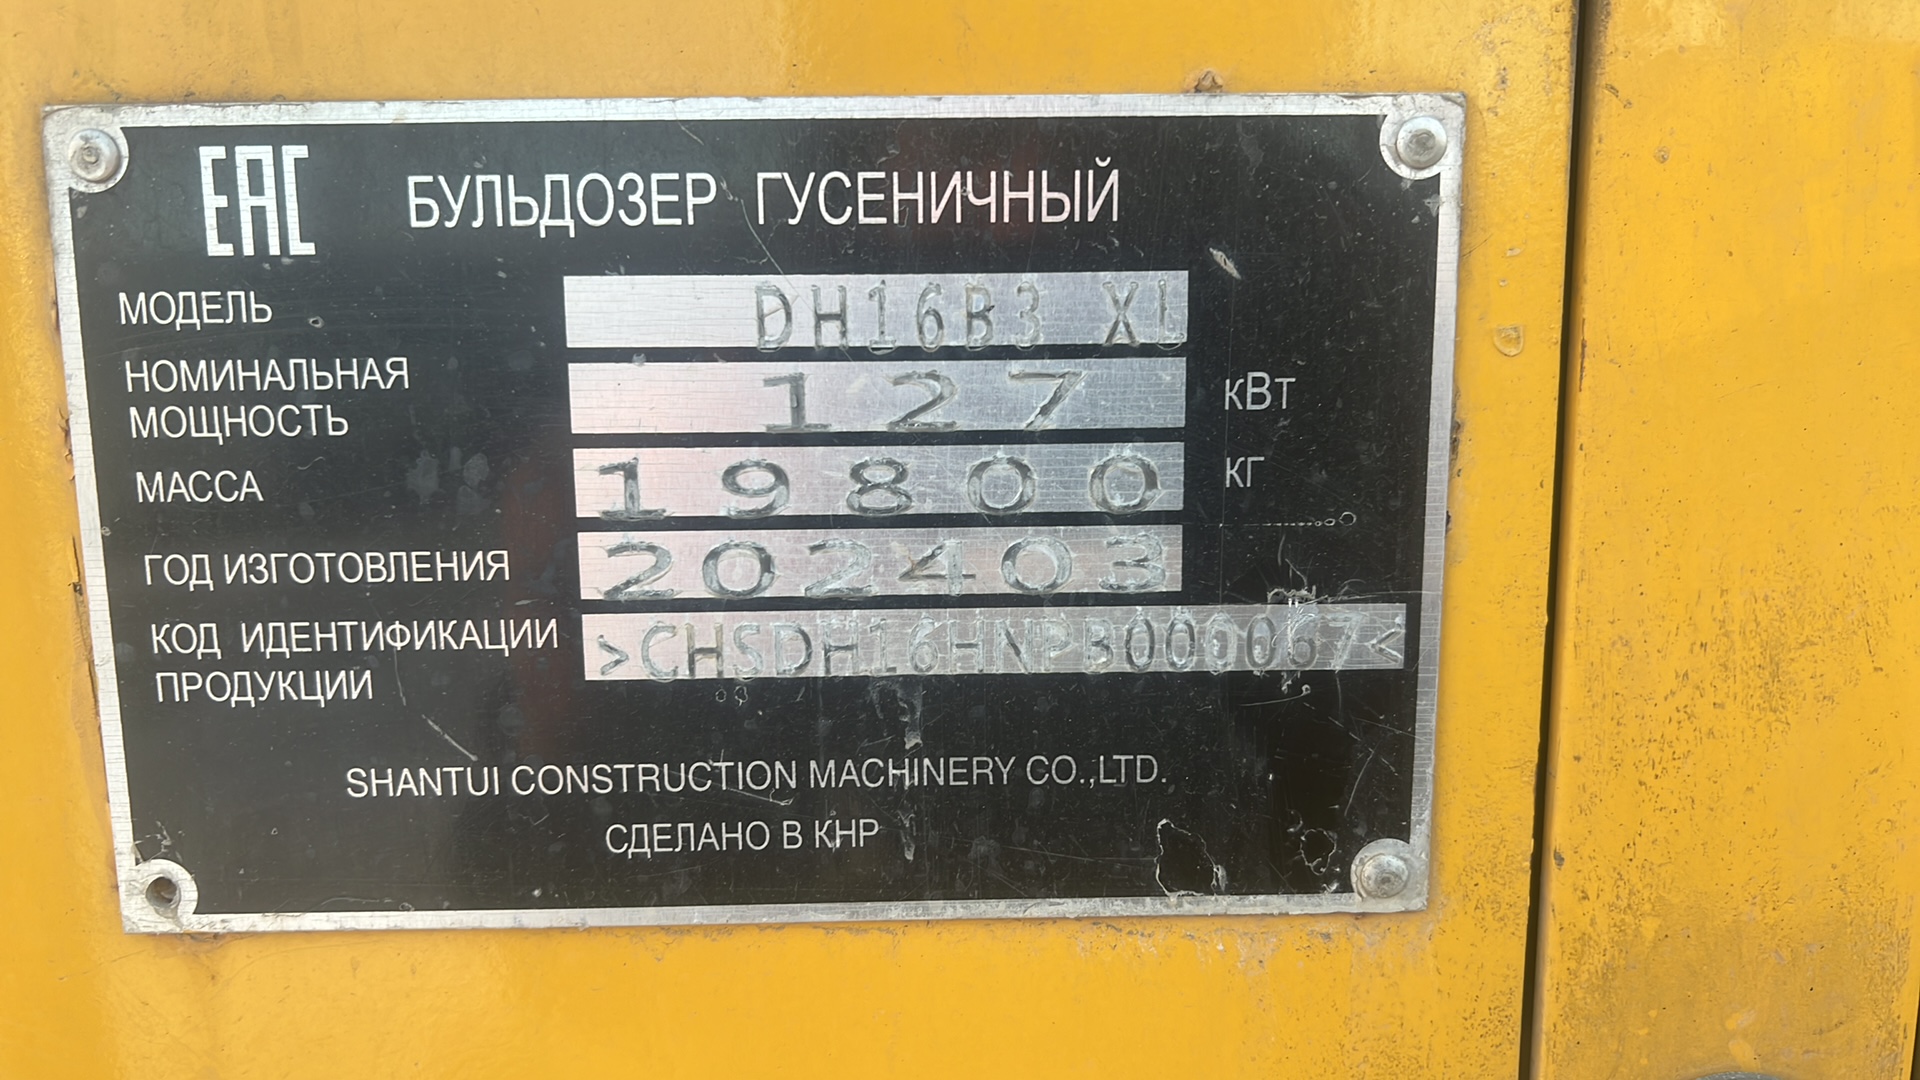 EAC БУЛЬДОЗЕР ГУСЕНИЧНЫЙ
МОДЕЛЬ DH16B3 XL
НОМИНАЛЬНАЯ
МОЩНОСТЬ 127 кВт
МАССА 19800 КГ
ГОД ИЗГОТОВЛЕНИЯ 202403
КОД ИДЕНТИФИКАЦИИ
ПРОДУКЦИИ >CHSDH16HNPB000067<
SHANTUI CONSTRUCTION MACHINERY CO.,LTD.
СДЕЛАНО В КНР